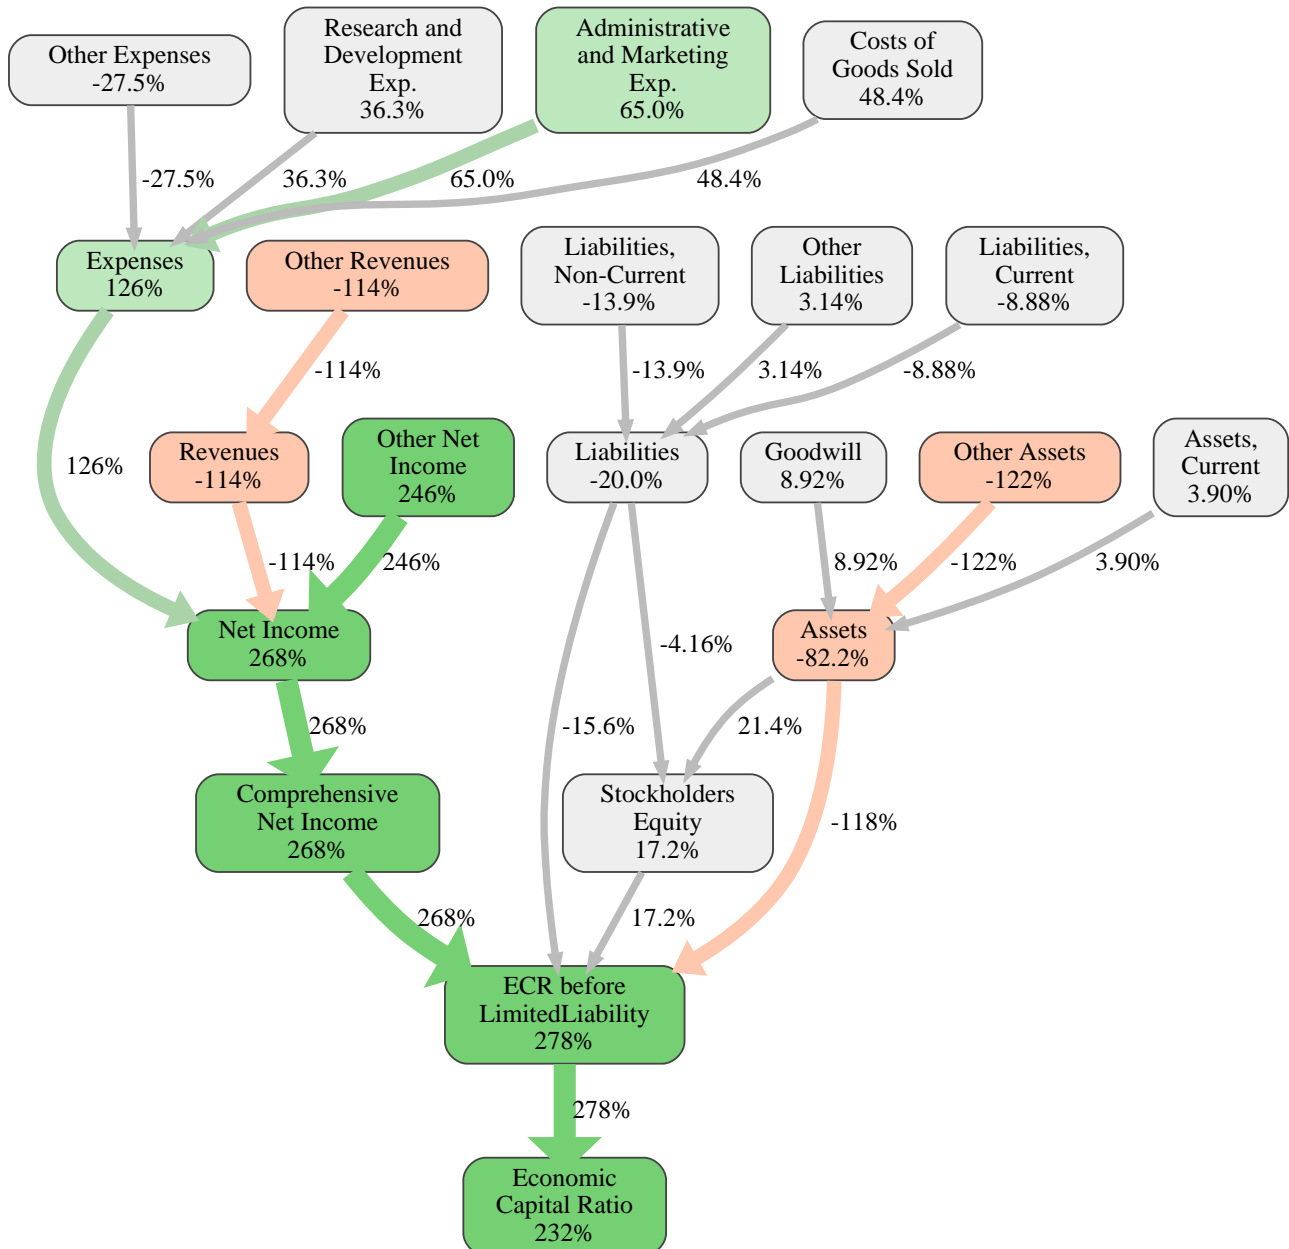 Other Expenses
-27.5%
Research and
Development
Exp.
36.3%
Administrative
and Marketing
Exp.
65.0%
Costs of
Goods Sold
48.4%
-27.5%
36.3%
65.0%
48.4%
Expenses
126%
Other Revenues
-114%
Liabilities,
Non-Current
-13.9%
Other
Liabilities
3.14%
Liabilities,
Current
-8.88%
-114%
-13.9%
3.14%
-8.88%
126%
Revenues
-114%
Other Net
Income
246%
Liabilities
-20.0%
Goodwill
8.92%
Other Assets
-122%
Assets,
Current
3.90%
-114%
246%
8.92%
-122%
3.90%
Net Income
268%
-4.16%
Assets
-82.2%
268%
-15.6%
21.4%
Comprehensive
Net Income
268%
Stockholders
Equity
17.2%
-118%
268%
17.2%
ECR before
LimitedLiability
278%
278%
Economic
Capital Ratio
232%